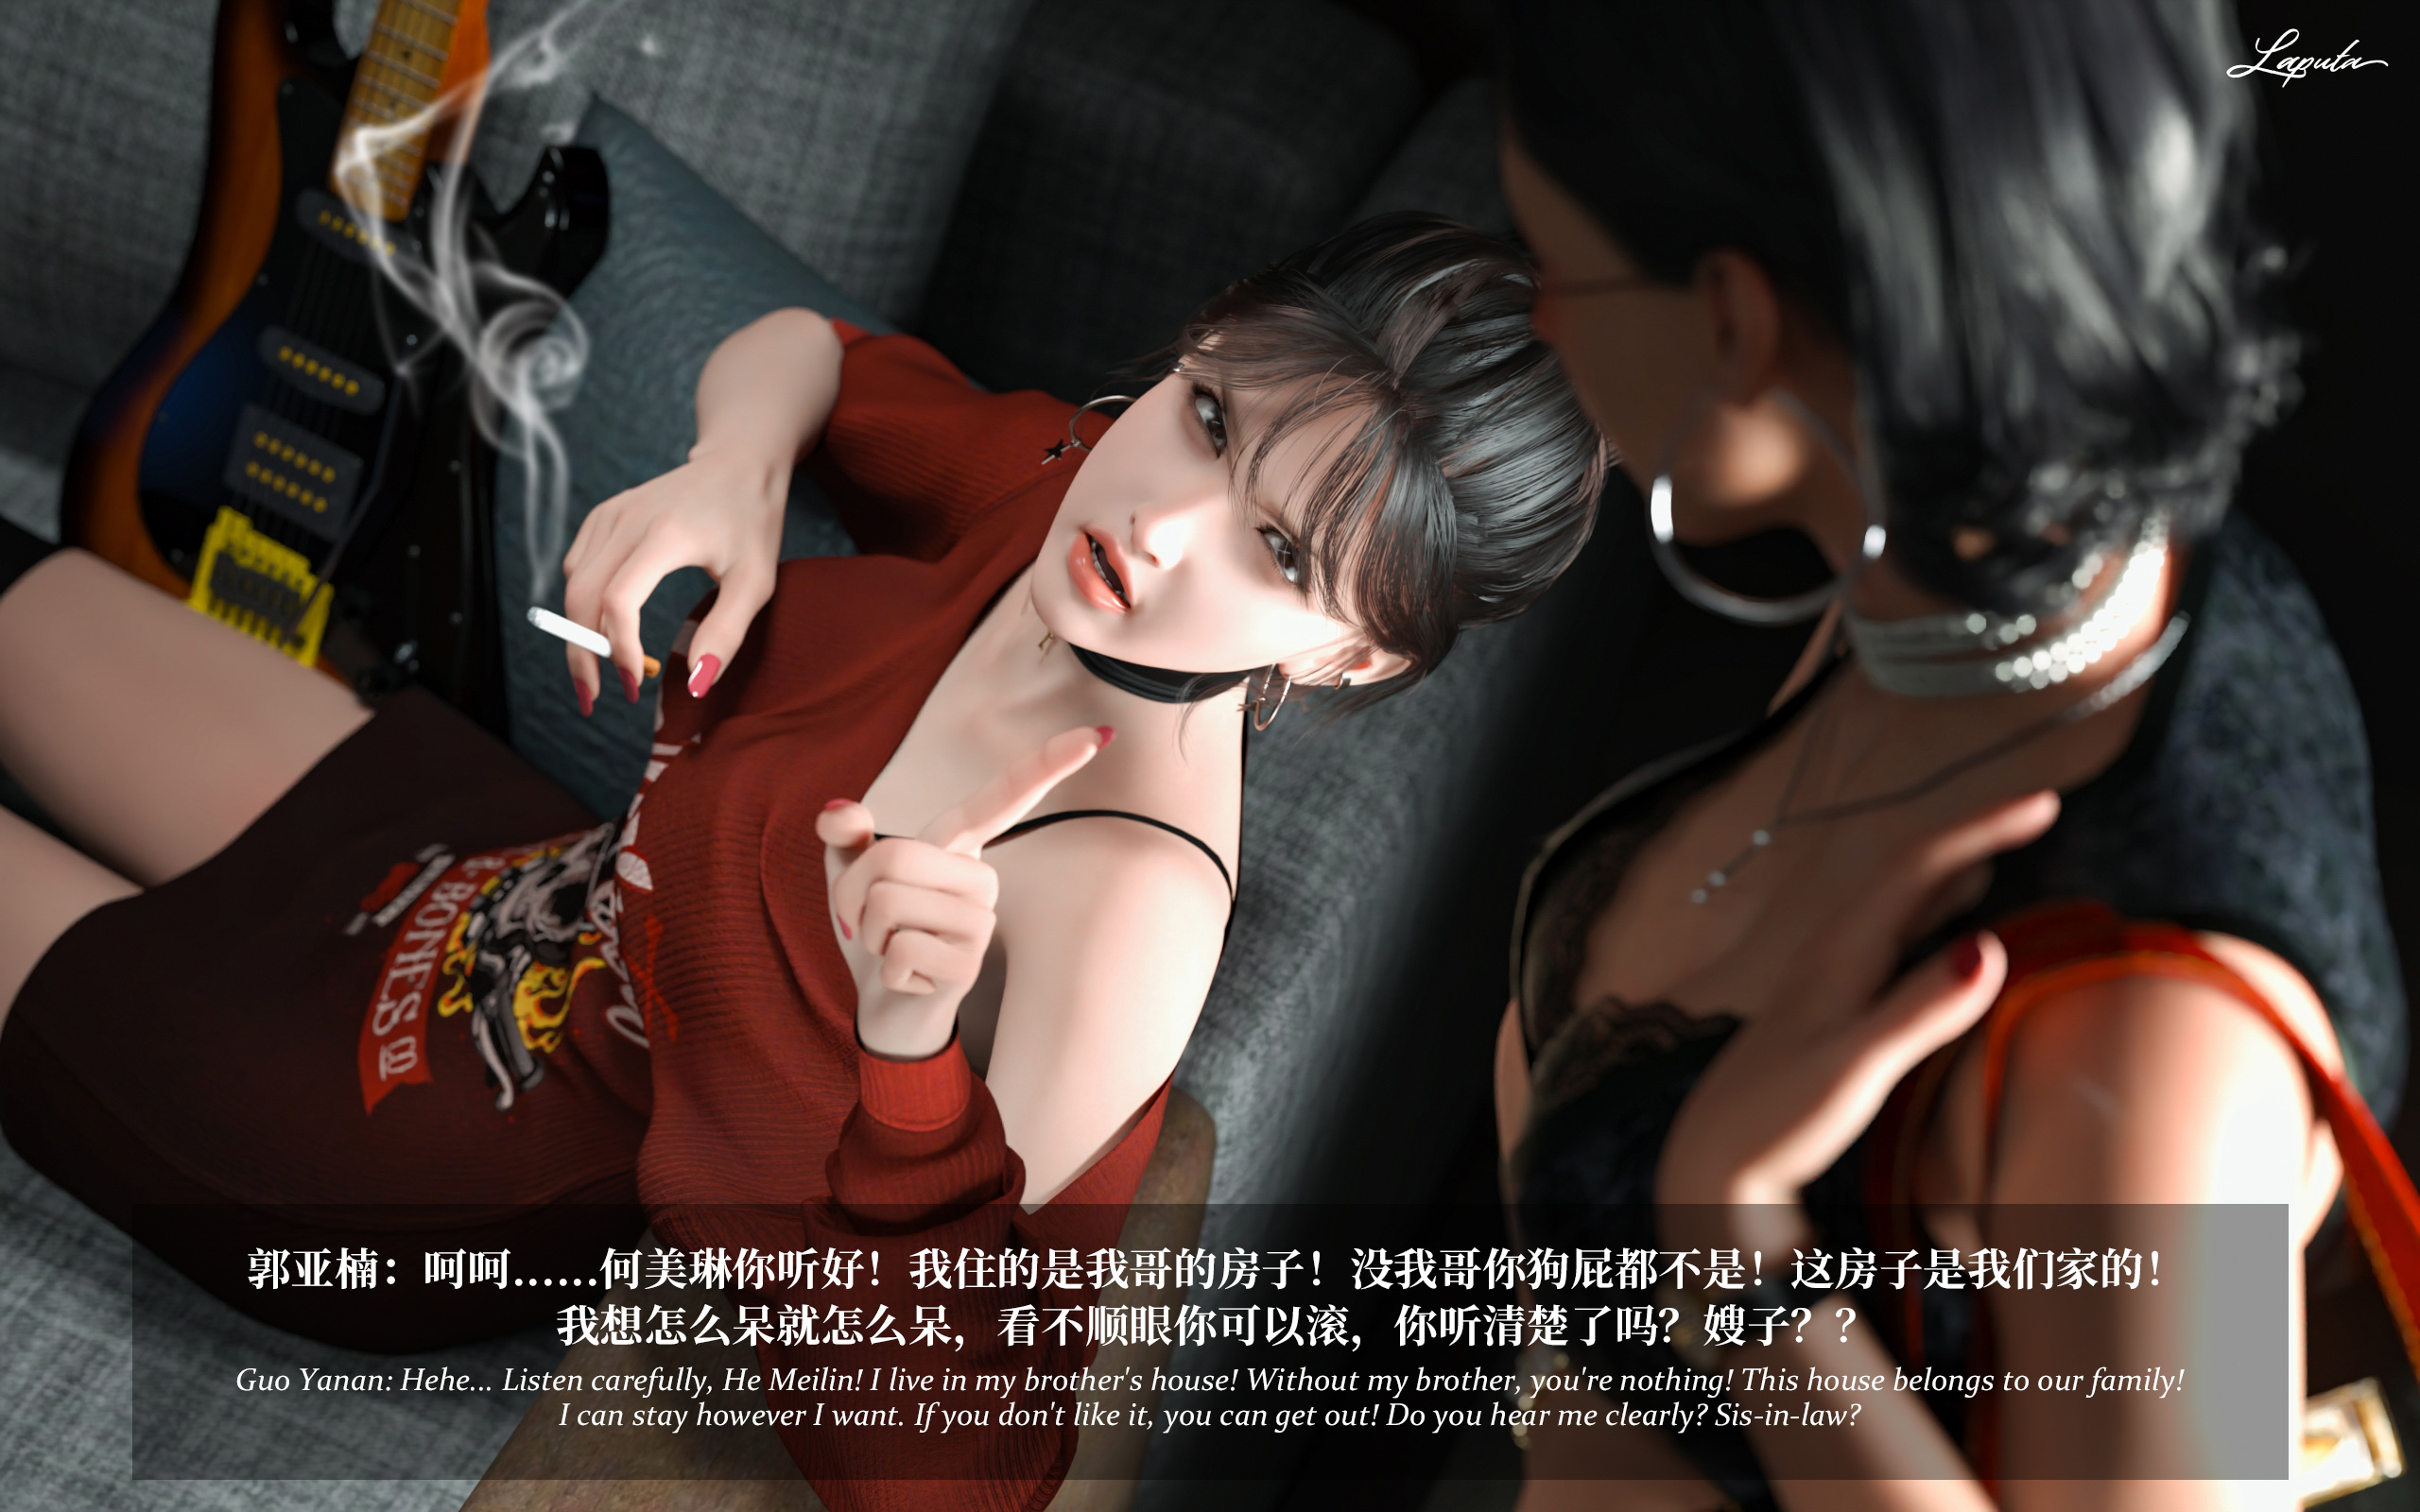 Laputa
& BONES
郭亚楠：呵呵……何美琳你听好！我住的是我哥的房子！没我哥你狗屁都不是！这房子是我们家的！
我想怎么呆就怎么呆，看不顺眼你可以滚，你听清楚了吗？嫂子？？
Guo Yanan: Hehe... Listen carefully, He Meilin! I live in my brother's house! Without my brother, you're nothing! This house belongs to our family!
I can stay however I want. If you don't like it, you can get out! Do you hear me clearly? Sis-in-law?